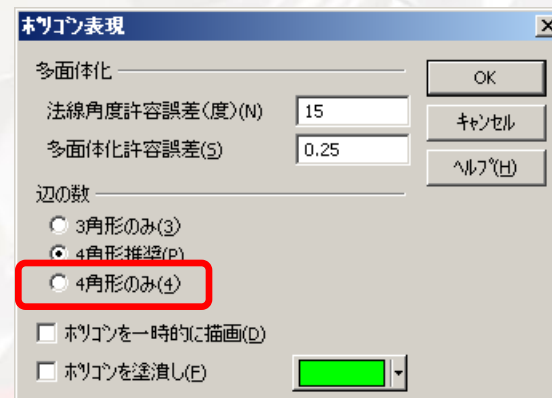 ポリゴン表現
多面体化
OK
法線角度許容誤差(度)(N) 15
キャンセル
多面体化許容誤差(S) 0.25
ヘルプ(H)
辺の数
3角形のみ(3)
4角形推奨(P)
4角形のみ(4)
ポリゴンを一時的に描画(D)
ポリゴンを塗潰し(F)